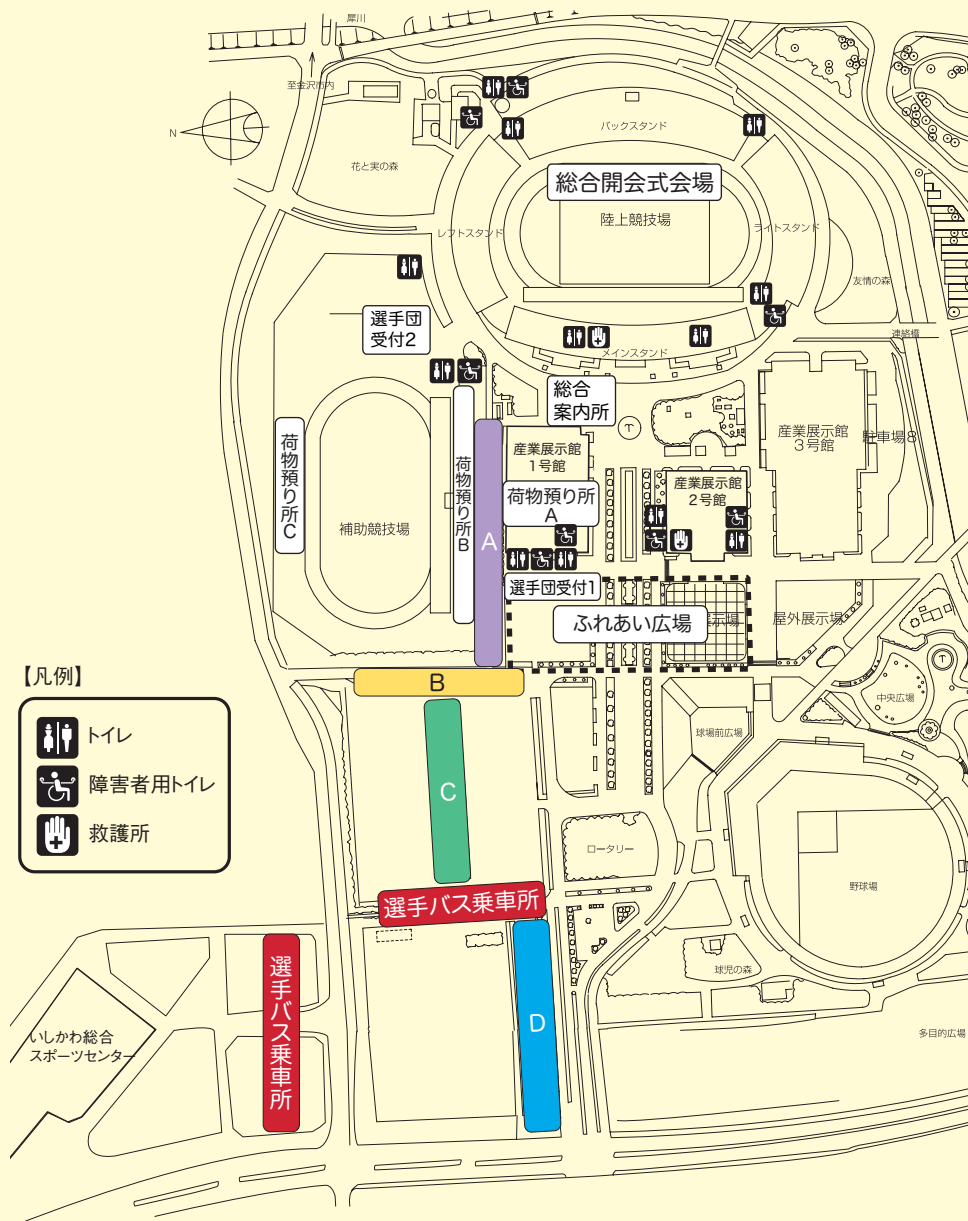 犀川
至金沢市内
N
花と実の森
バックスタンド
総合開会式会場
陸上競技場
レフトスタンド
ライトスタンド
友情の森
連絡橋
選手団
受付2
メインスタンド
総合
案内所
産業展示館
1号館
産業展示館
2号館
産業展示館
3号館
駐車場8
荷物預り所C
補助競技場
荷物預り所B
A
荷物預り所
A
選手団受付1
ふれあい広場
展示場
屋外展示場
中央広場
B
球場前広場
C
ロータリー
野球場
選手バス乗車所
球児の森
D
多目的広場
選手バス乗車所
いしかわ総合
スポーツセンター
【凡例】
トイレ
障害者用トイレ
救護所